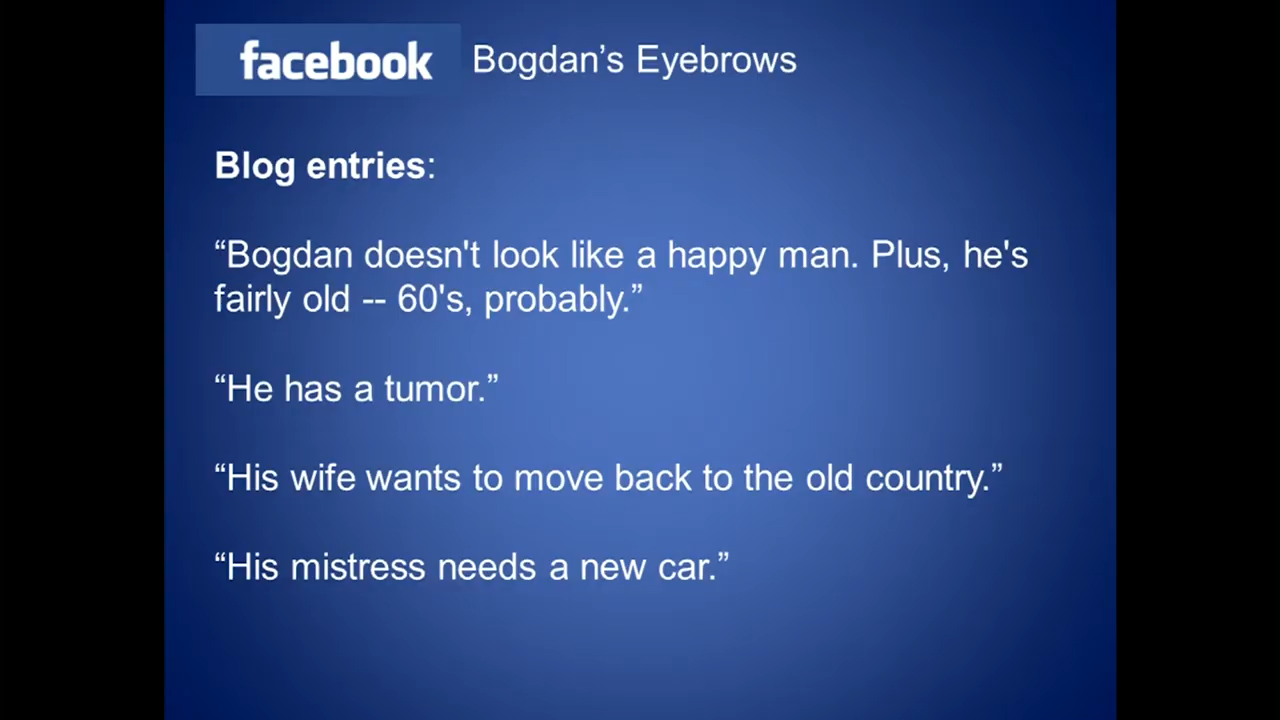 facebook Bogdan’s Eyebrows
Blog entries:
“Bogdan doesn't look like a happy man. Plus, he's
fairly old -- 60's, probably.”
“He has a tumor.”
“His wife wants to move back to the old country.”
“His mistress needs a new car.”